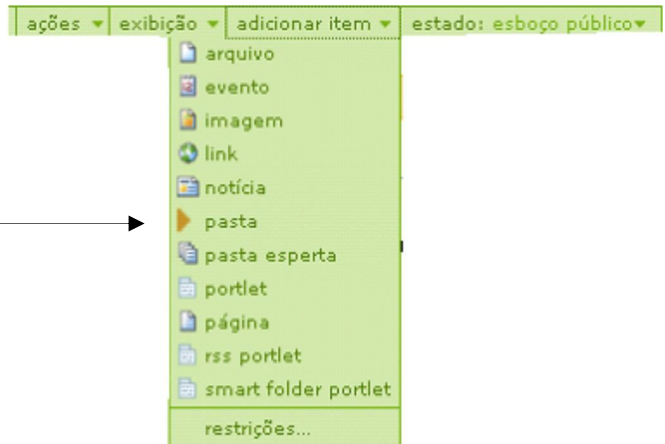 ações exibição adicionar item estado: esboço público
arquivo
evento
imagem
link
notícia
pasta
pasta esperta
portlet
página
rss portlet
smart folder portlet
restrições...